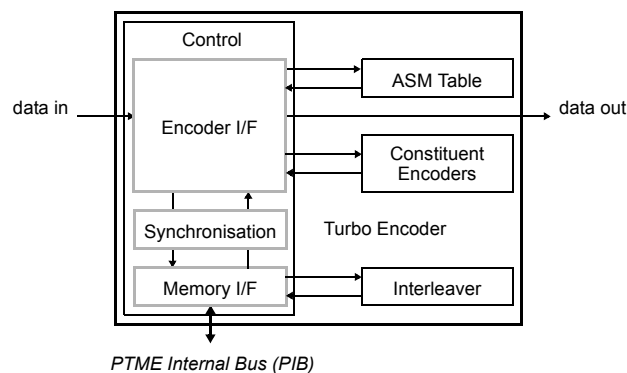 Control
ASM Table
data in
Encoder I/F
data out
Constituent
Encoders
Synchronisation
Turbo Encoder
Memory I/F
Interleaver
PTME Internal Bus (PIB)